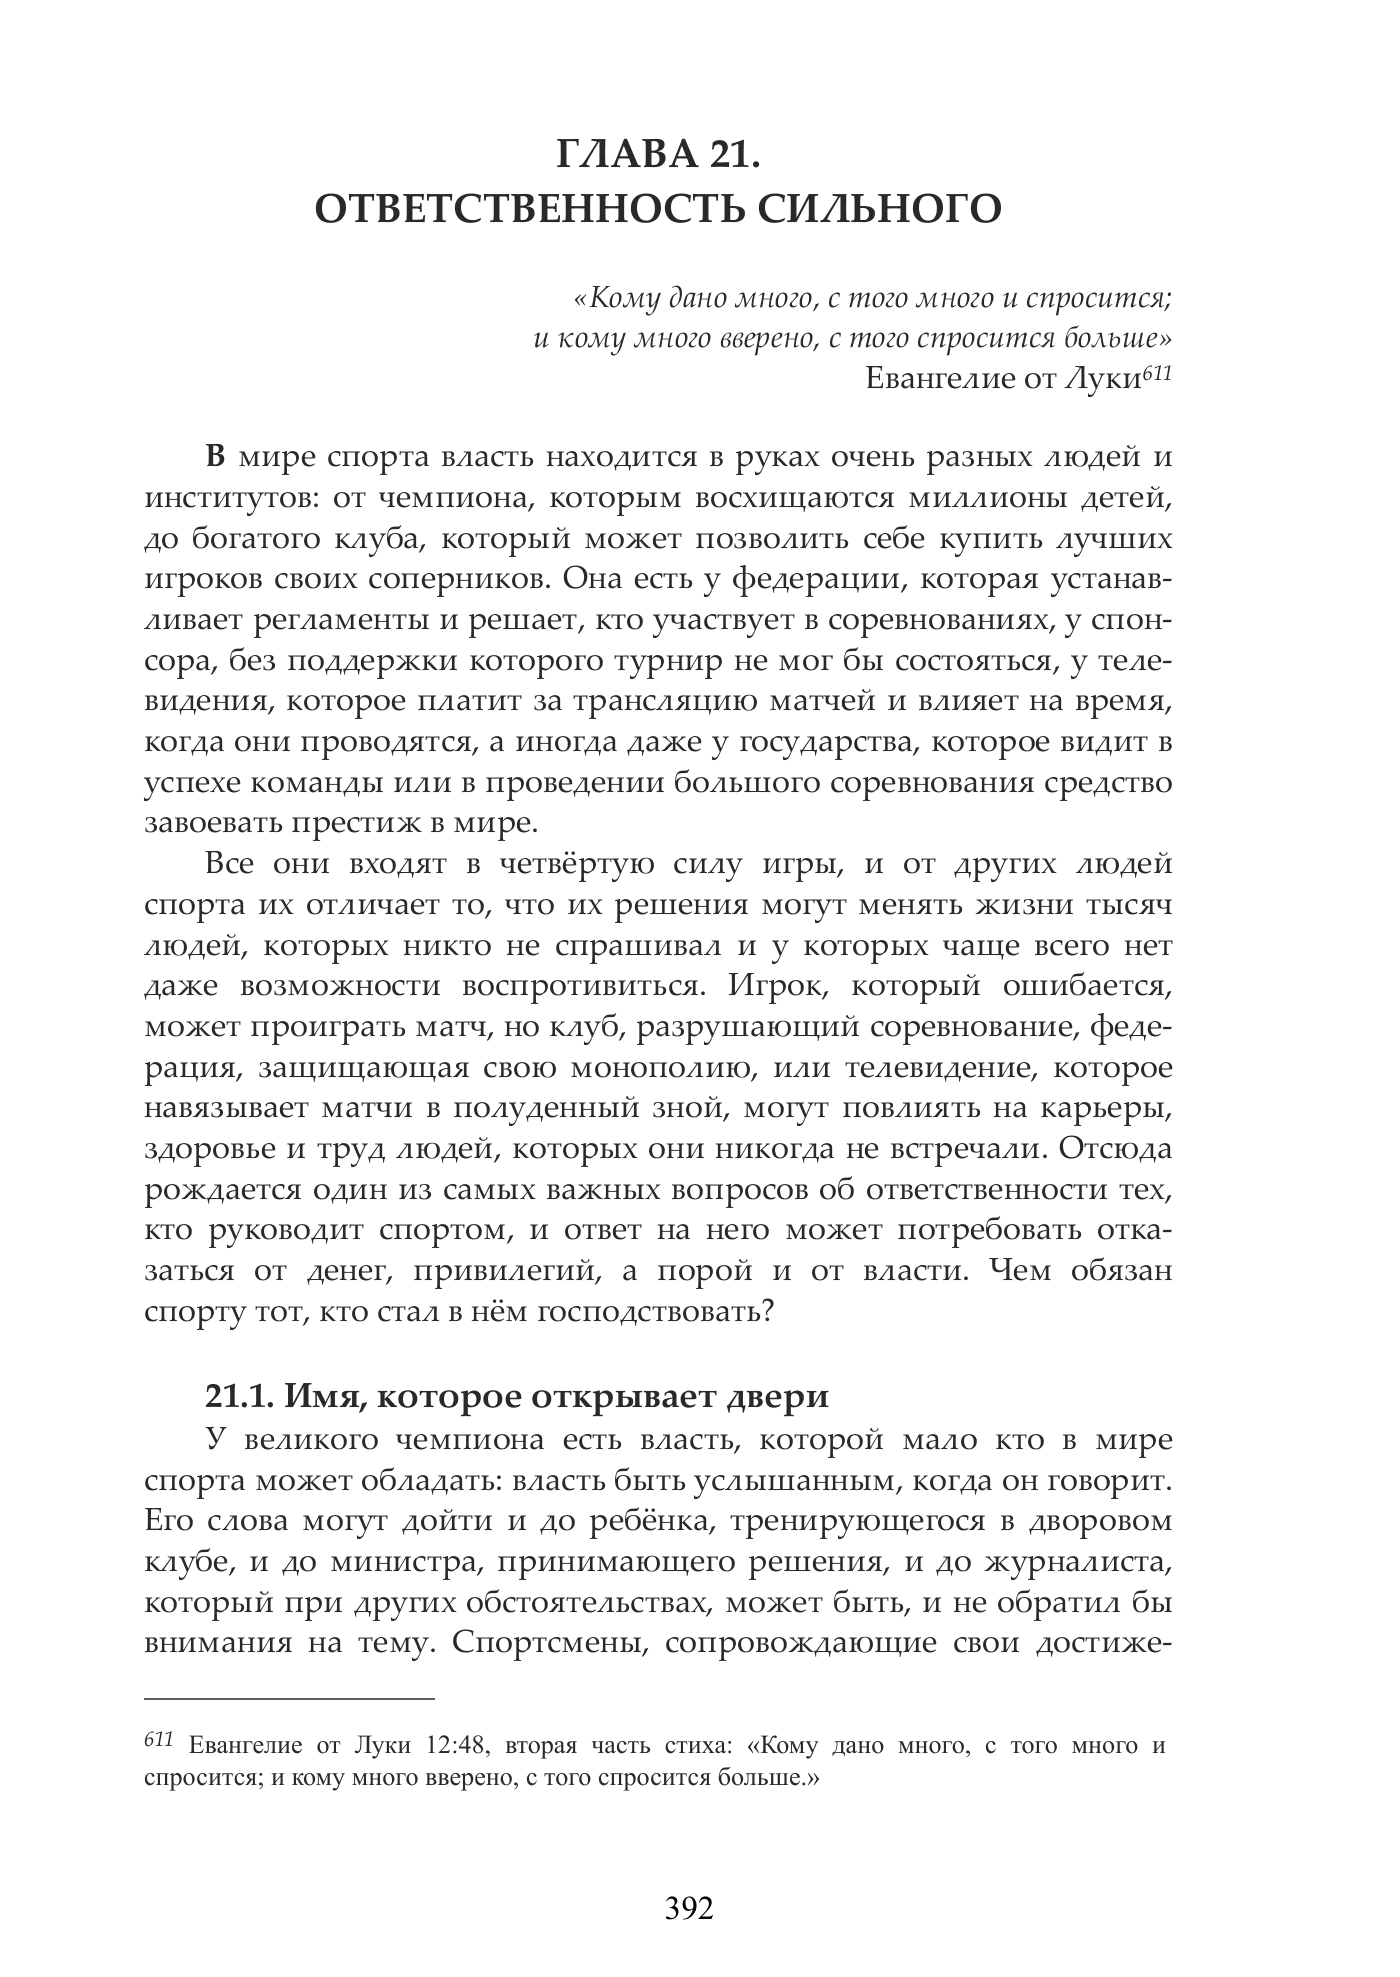 ГЛАВА 21.
ОТВЕТСТВЕННОСТЬ СИЛЬНОГО
«Кому дано много, с того много и спросится;
и кому много вверено, с того спросится больше»
Евангелие от Луки611
В мире спорта власть находится в руках очень разных людей и
институтов: от чемпиона, которым восхищаются миллионы детей,
до богатого клуба, который может позволить себе купить лучших
игроков своих соперников. Она есть у федерации, которая устанав-
ливает регламенты и решает, кто участвует в соревнованиях, у спон-
сора, без поддержки которого турнир не мог бы состояться, у теле-
видения, которое платит за трансляцию матчей и влияет на время,
когда они проводятся, а иногда даже у государства, которое видит в
успехе команды или в проведении большого соревнования средство
завоевать престиж в мире.
Все они входят в четвёртую силу игры, и от других людей
спорта их отличает то, что их решения могут менять жизни тысяч
людей, которых никто не спрашивал и у которых чаще всего нет
даже возможности воспротивиться. Игрок, который ошибается,
может проиграть матч, но клуб, разрушающий соревнование, феде-
рация, защищающая свою монополию, или телевидение, которое
навязывает матчи в полуденный зной, могут повлиять на карьеры,
здоровье и труд людей, которых они никогда не встречали. Отсюда
рождается один из самых важных вопросов об ответственности тех,
кто руководит спортом, и ответ на него может потребовать отка-
заться от денег, привилегий, а порой и от власти. Чем обязан
спорту тот, кто стал в нём господствовать?
21.1. Имя, которое открывает двери
У великого чемпиона есть власть, которой мало кто в мире
спорта может обладать: власть быть услышанным, когда он говорит.
Его слова могут дойти и до ребёнка, тренирующегося в дворовом
клубе, и до министра, принимающего решения, и до журналиста,
который при других обстоятельствах, может быть, и не обратил бы
внимания на тему. Спортсмены, сопровождающие свои достиже-
611 Евангелие от Луки 12:48, вторая часть стиха: «Кому дано много, с того много и
спросится; и кому много вверено, с того спросится больше.»
392